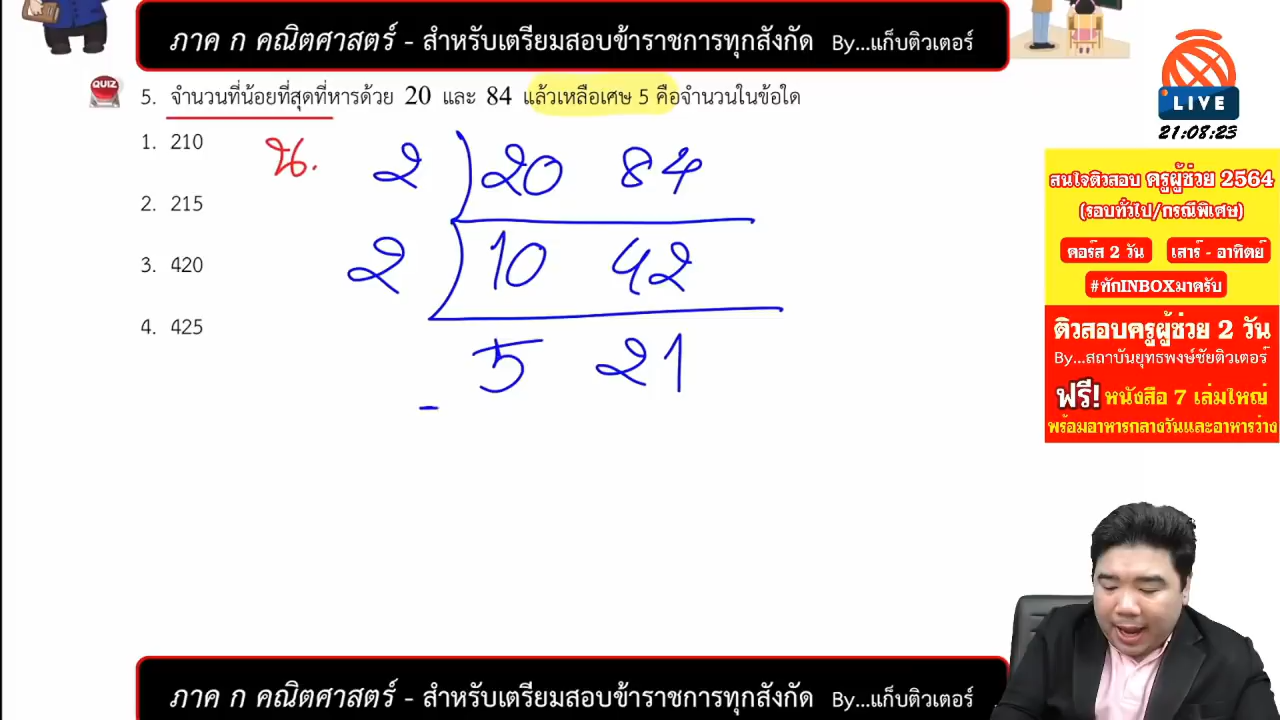 ภาค ก คณิตศาสตร์ - สำหรับเตรียมสอบข้าราชการทุกสังกัด By...แก็บติวเตอร์
QUIZ
5. จำนวนที่น้อยที่สุดที่หารด้วย 20 และ 84 แล้วเหลือเศษ 5 คือจำนวนในข้อใด
1. 210
2. 215
3. 420
4. 425
น.
2 ) 20 84
2 ) 10 42
5 21
-
LIVE
21:08:23
สนใจติวสอบ ครูผู้ช่วย 2564
(รอบทั่วไป/กรณีพิเศษ)
คอร์ส 2 วัน เสาร์ - อาทิตย์
#ทักINBOXมาครับ
ติวสอบครูผู้ช่วย 2 วัน
By...สถาบันยุทธพงษ์ชัยติวเตอร์
ฟรี! หนังสือ 7 เล่มใหญ่
พร้อมอาหารกลางวันและอาหารว่าง
ภาค ก คณิตศาสตร์ - สำหรับเตรียมสอบข้าราชการทุกสังกัด By...แก็บติวเตอร์